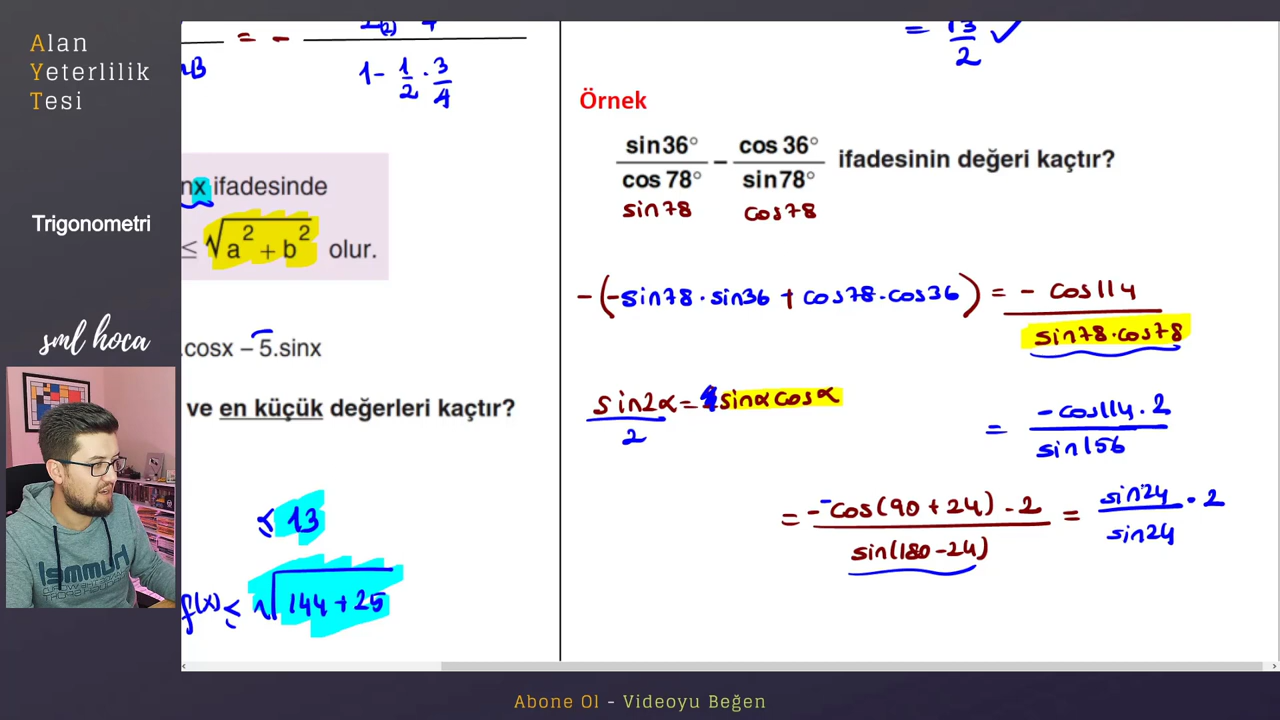 Alan
Yeterlilik
Tesi
Trigonometri
sml hoca
= -
1 - 1/2 · 3/4
nx ifadesinde
≤ √a² + b² olur.
.cosx – 5.sinx
ve en küçük değerleri kaçtır?
≤ 13
f(x) ≤ √144 + 25
= 13/2 ✓
Örnek
sin36°/cos 78° – cos 36°/sin78° ifadesinin değeri kaçtır?
sin78 cos78
-(-sin78 · sin36 + cos78 · cos36) = - cos114 / sin78 · cos78
sin2α/2 = sinα cosα
= -cos114 · 2 / sin156
= - -cos(90 + 24) · 2 / sin(180 - 24) = sin24/sin24 · 2
Abone Ol - Videoyu Beğen